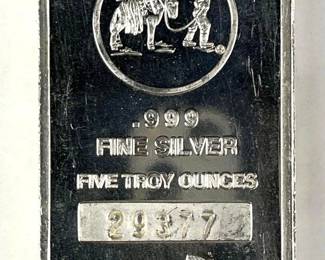 .999
FINE SILVER
FIVE TROY OUNCES
29377